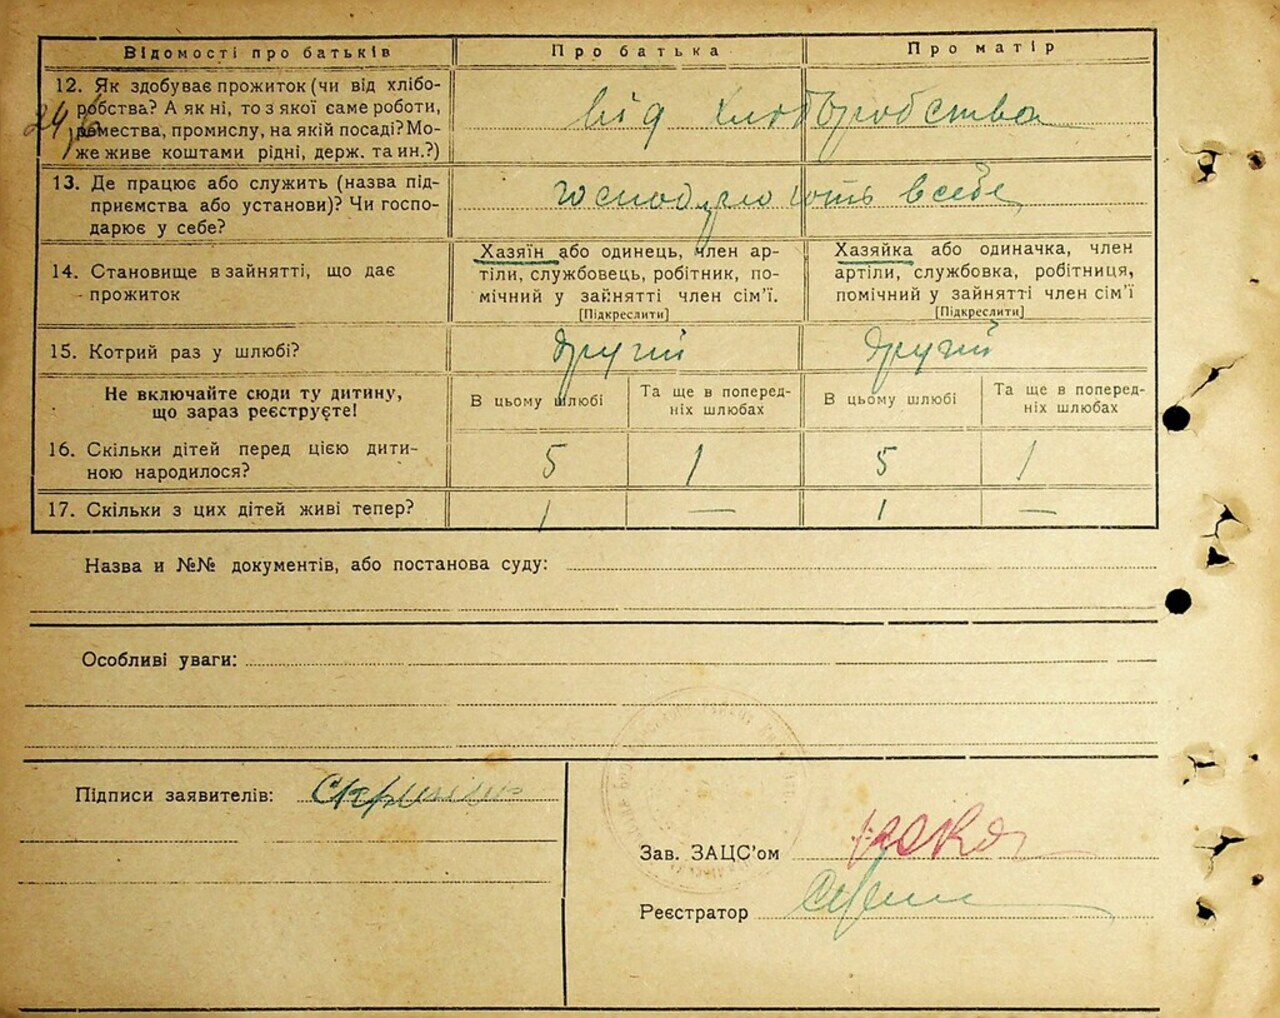 Відомості про батьків
Про батька
Про матір
12. Як здобуває прожиток (чи від хлібо-
робства? А як ні, то з якої саме роботи,
ремества, промислу, на якій посаді? Мо-
же живе коштами рідні, держ. та ин.?)
від хліборобства
13. Де працює або служить (назва під-
приємства або установи)? Чи госпо-
дарює у себе?
господарюють в себе
14. Становище в зайнятті, що дає
прожиток
Хазяїн або одинець, член ар-
тіли, службовець, робітник, по-
мічний у зайнятті член сім’ї.
[Підкреслити]
Хазяйка або одиначка, член
артіли, службовка, робітниця,
помічний у зайнятті член сім’ї
[Підкреслити]
15. Котрий раз у шлюбі?
другий
другий
Не включайте сюди ту дитину,
що зараз реєструєте!
В цьому шлюбі
Та ще в поперед-
ніх шлюбах
В цьому шлюбі
Та ще в поперед-
ніх шлюбах
16. Скільки дітей перед цією дити-
ною народилося?
5
1
5
1
17. Скільки з цих дітей живі тепер?
1
—
1
—
Назва и №№ документів, або постанова суду:
Особливі уваги:
Підписи заявителів:
Зав. ЗАЦС’ом
Реєстратор